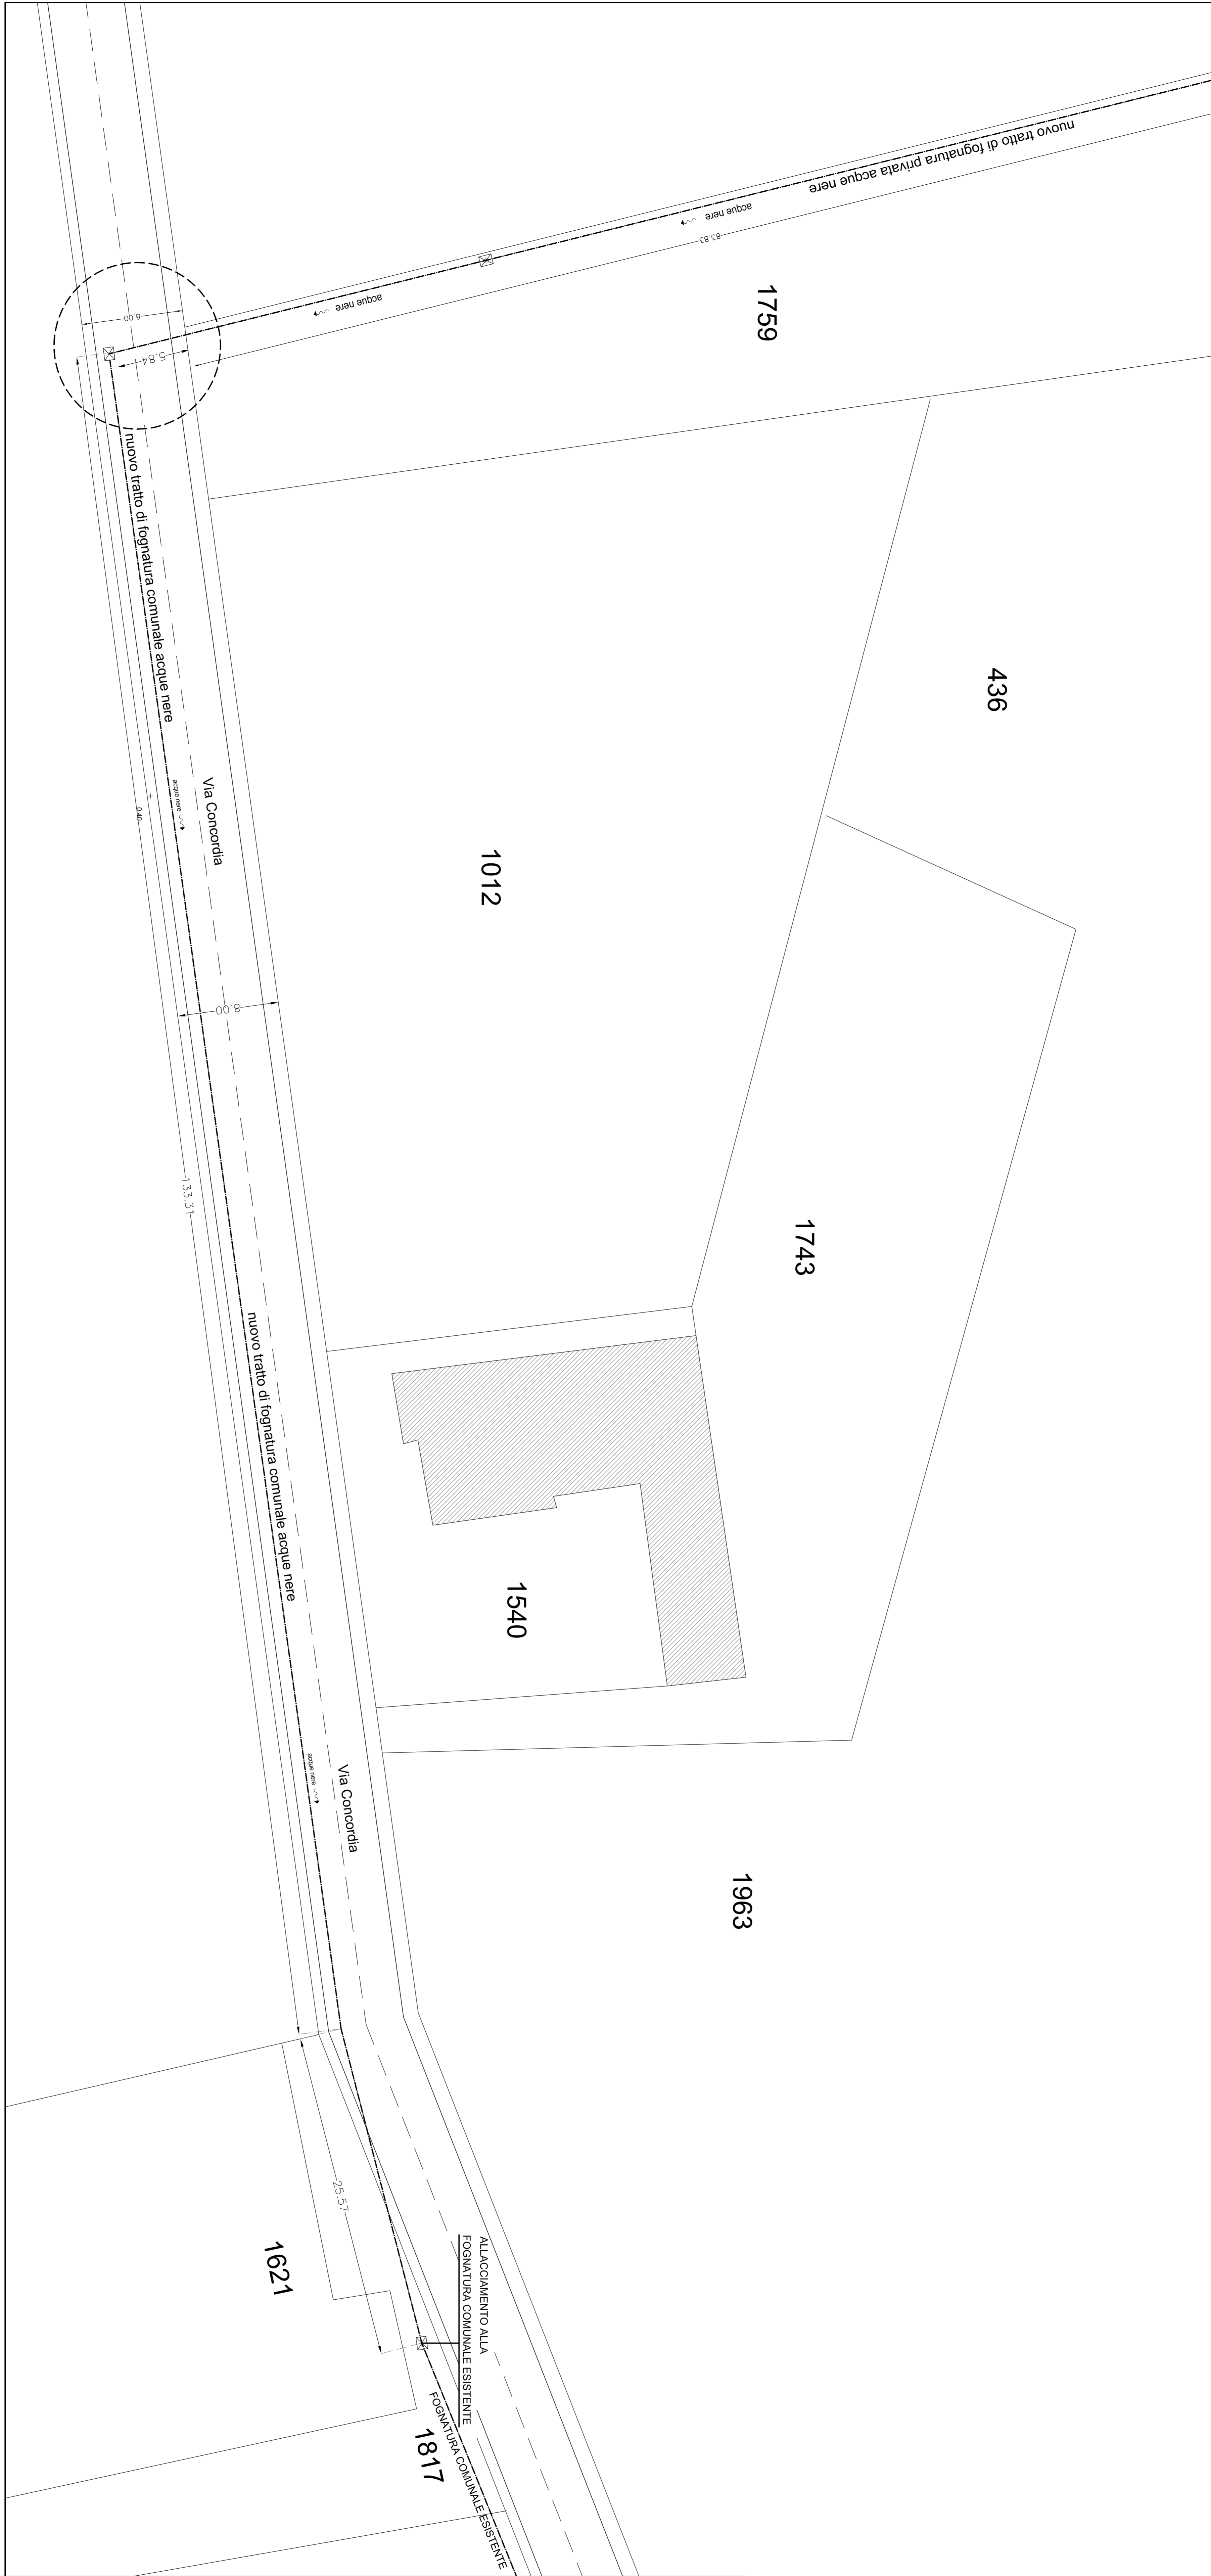 nuovo tratto di fognatura privata acque nere
acque nere
83.83
acque nere
1759
8.00
5.84
nuovo tratto di fognatura comunale acque nere
436
Via Concordia
acque nere
0.40
1012
8.00
133.31
1743
nuovo tratto di fognatura comunale acque nere
1540
Via Concordia
acque nere
1963
25.57
1621
ALLACCIAMENTO ALLA
FOGNATURA COMUNALE ESISTENTE
FOGNATURA COMUNALE ESISTENTE
1817